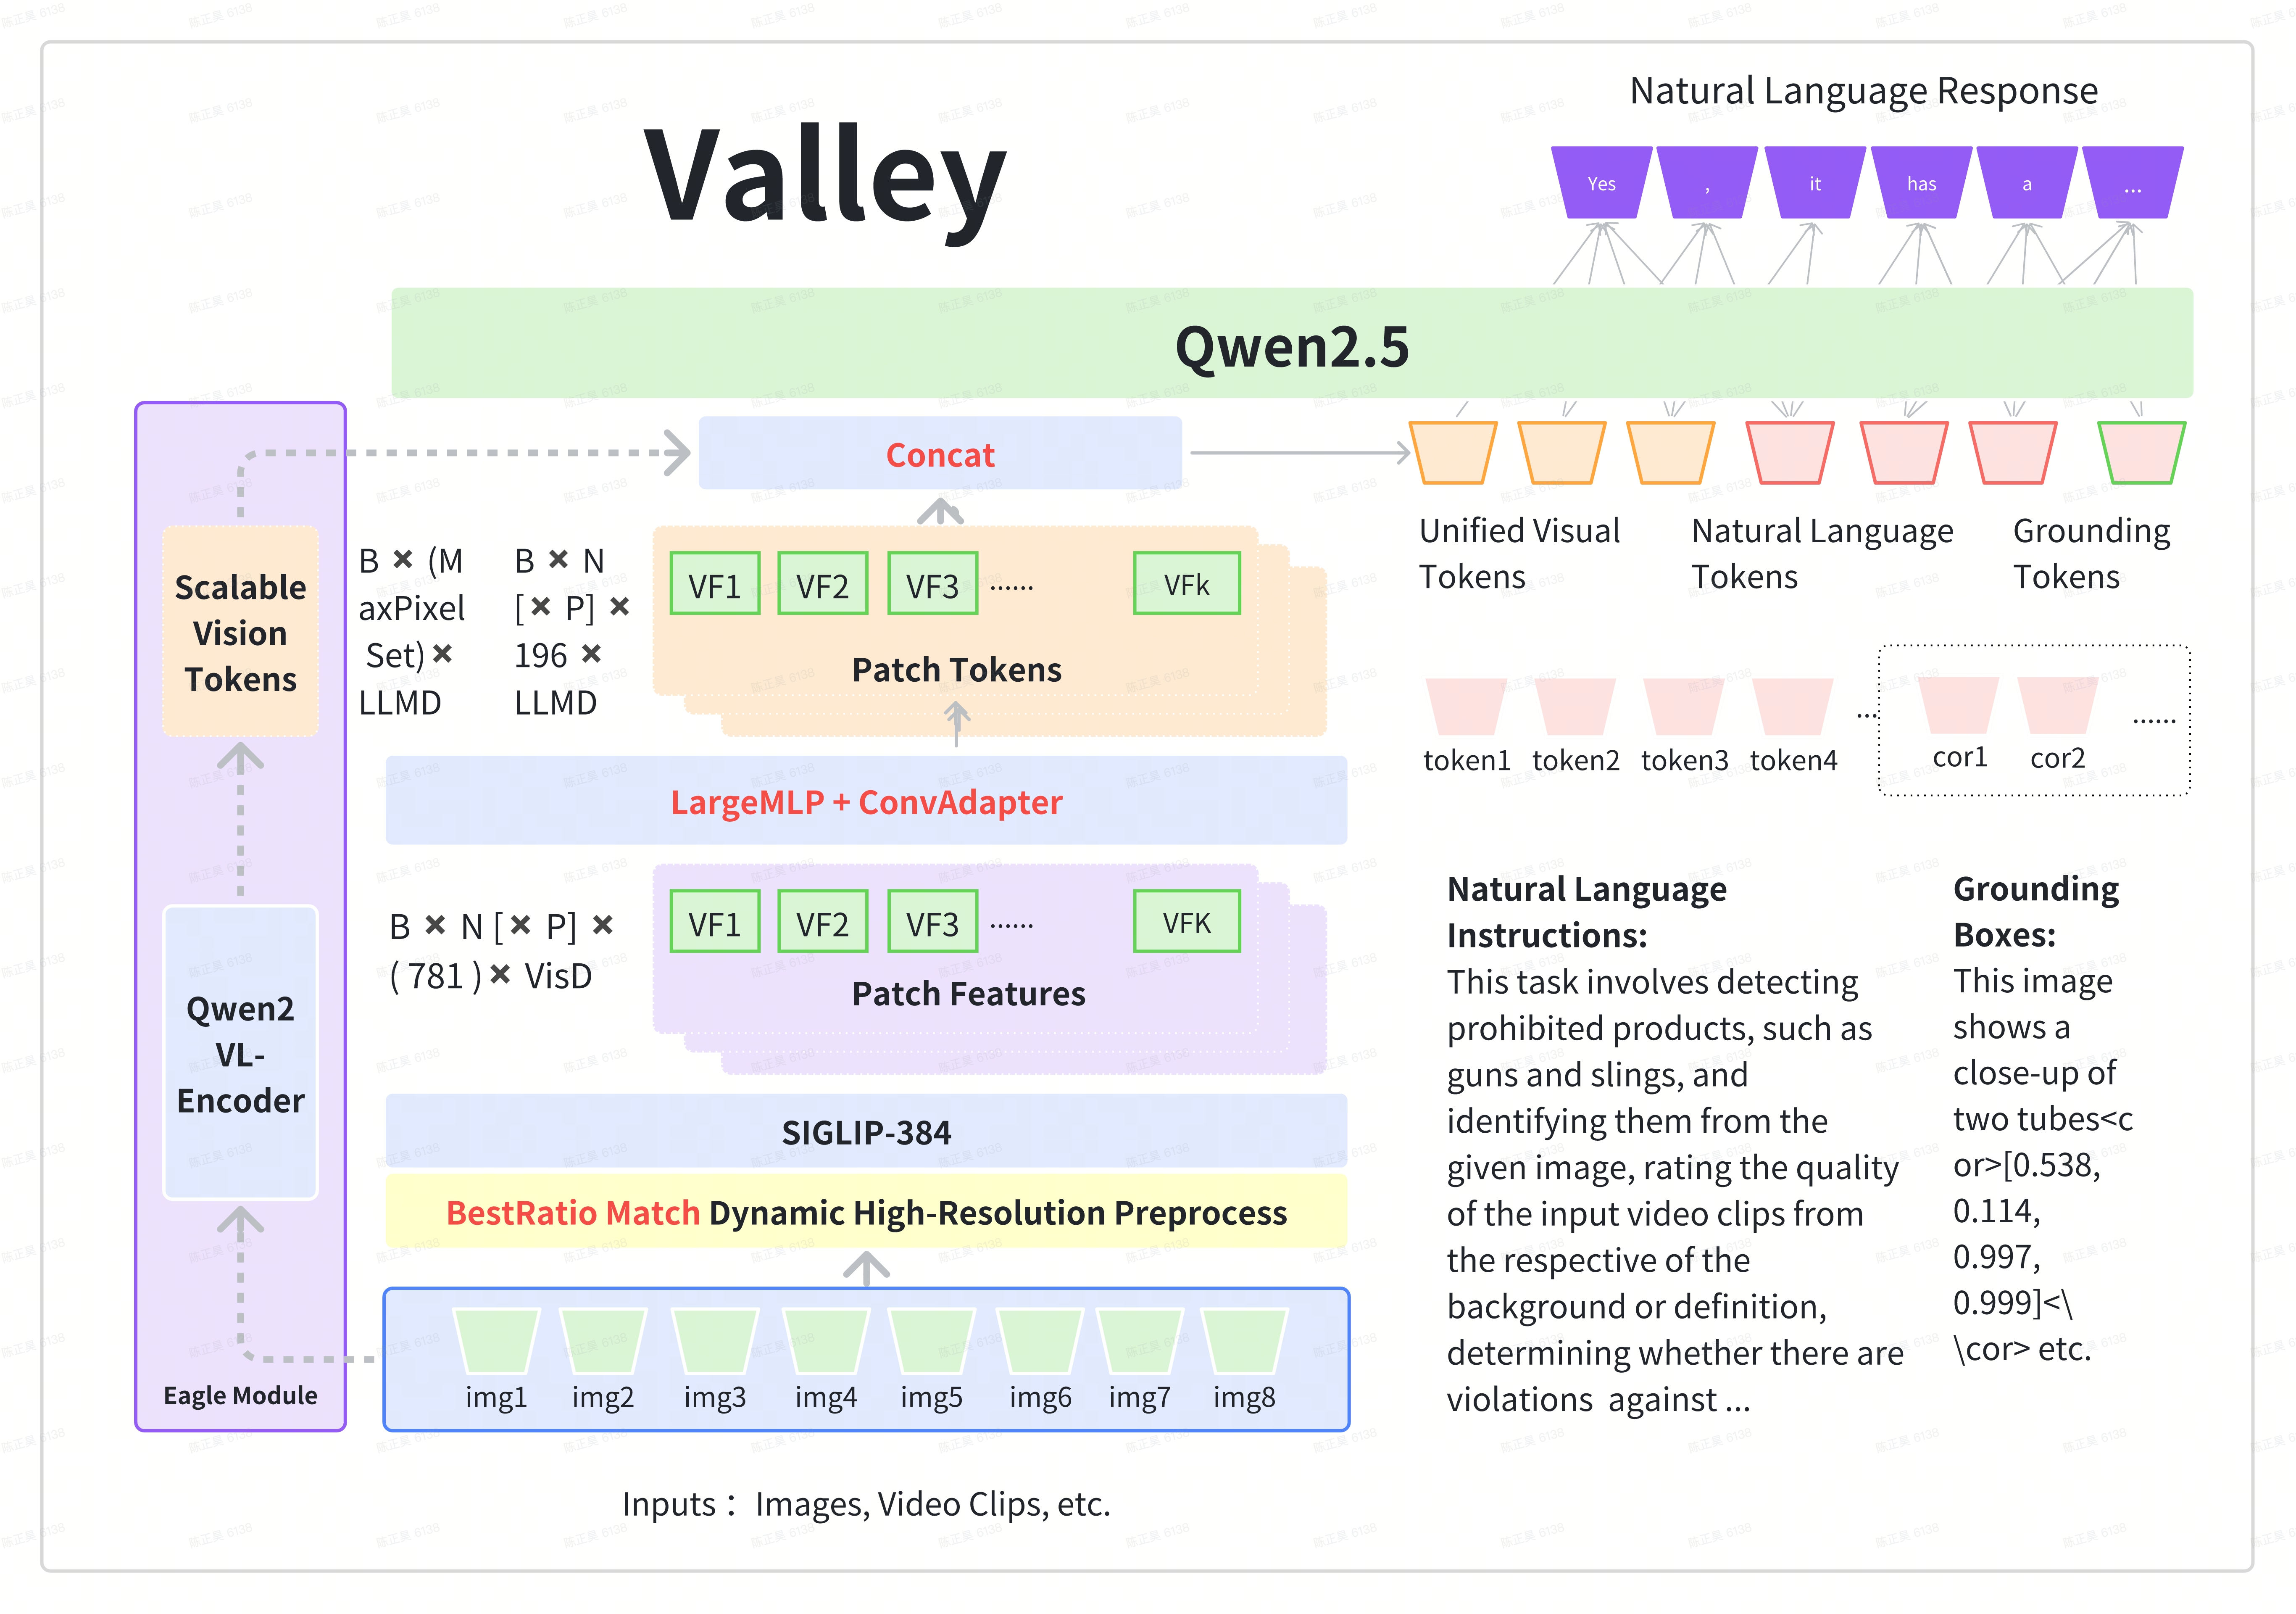 Valley
Natural Language Response
Yes , it has a ...
Qwen2.5
Concat
Scalable
Vision
Tokens
B × (M
axPixel
Set)×
LLMD
B × N
[× P] ×
196 ×
LLMD
VF1 VF2 VF3 ...... VFk
Patch Tokens
Unified Visual
Tokens
Natural Language
Tokens
Grounding
Tokens
token1 token2 token3 token4 ... cor1 cor2 ......
LargeMLP + ConvAdapter
B × N [× P] ×
( 781 )× VisD
VF1 VF2 VF3 ...... VFK
Patch Features
Qwen2
VL-
Encoder
SIGLIP-384
BestRatio Match Dynamic High-Resolution Preprocess
img1 img2 img3 img4 img5 img6 img7 img8
Eagle Module
Inputs： Images, Video Clips, etc.
Natural Language
Instructions:
This task involves detecting
prohibited products, such as
guns and slings, and
identifying them from the
given image, rating the quality
of the input video clips from
the respective of the
background or definition,
determining whether there are
violations  against ...
Grounding
Boxes:
This image
shows a
close-up of
two tubes<c
or>[0.538,
0.114,
0.997,
0.999]<\
\cor> etc.
陈正昊 6138